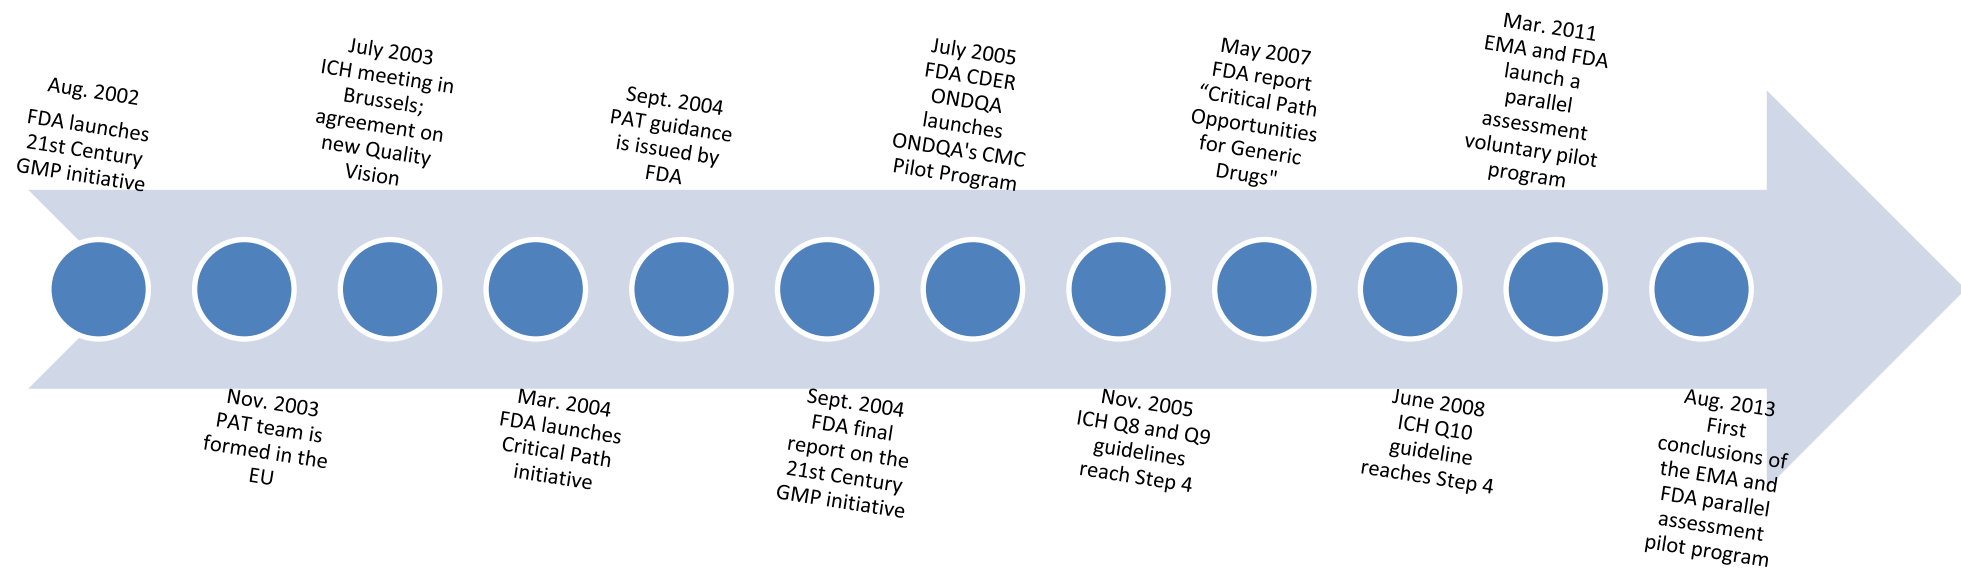 Aug. 2002
FDA launches
21st Century
GMP initiative
Nov. 2003
PAT team is
formed in the
EU
July 2003
ICH meeting in
Brussels;
agreement on
new Quality
Vision
Mar. 2004
FDA launches
Critical Path
initiative
Sept. 2004
PAT guidance
is issued by
FDA
Sept. 2004
FDA final
report on the
21st Century
GMP initiative
July 2005
FDA CDER
ONDQA
launches
ONDQA's CMC
Pilot Program
Nov. 2005
ICH Q8 and Q9
guidelines
reach Step 4
May 2007
FDA report
“Critical Path
Opportunities
for Generic
Drugs"
June 2008
ICH Q10
guideline
reaches Step 4
Mar. 2011
EMA and FDA
launch a
parallel
assessment
voluntary pilot
program
Aug. 2013
First
conclusions of
the EMA and
FDA parallel
assessment
pilot program